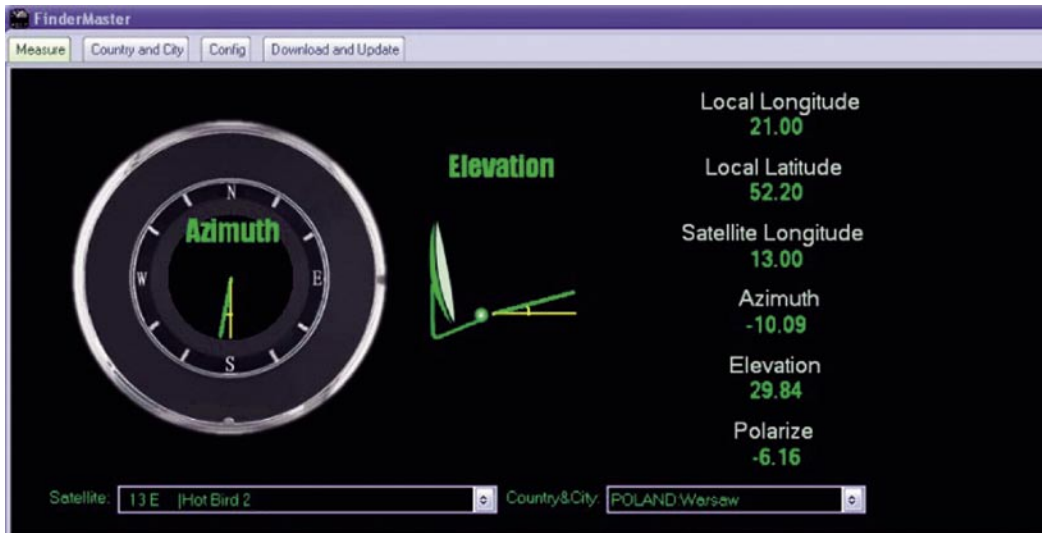 FinderMaster
Measure Country and City Config Download and Update
Local Longitude
21.00
Local Latitude
52.20
Satellite Longitude
13.00
Azimuth
-10.09
Elevation
29.84
Polarize
-6.16
Elevation
Azimuth
N
W
E
S
Satellite: 13 E |Hot Bird 2 Country&City: POLAND:Warsaw